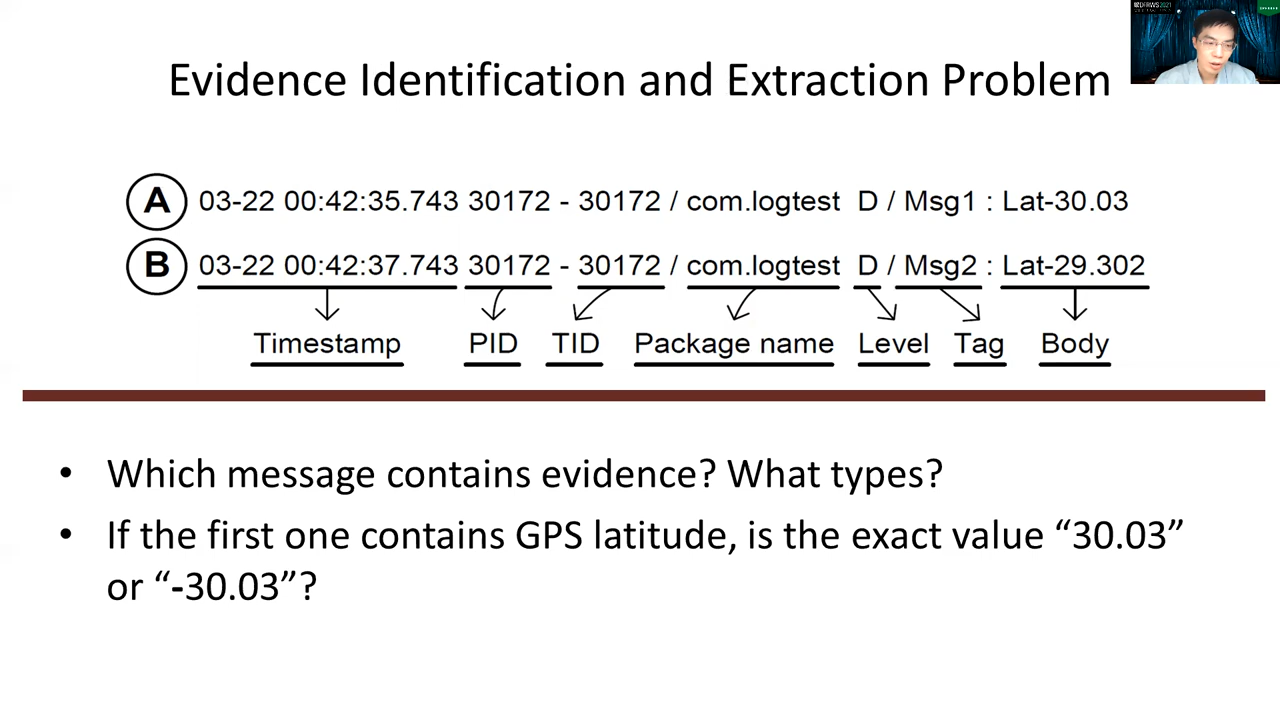 DFRWS2021
Evidence Identification and Extraction Problem
A 03-22 00:42:35.743 30172 - 30172 / com.logtest D / Msg1 : Lat-30.03
B 03-22 00:42:37.743 30172 - 30172 / com.logtest D / Msg2 : Lat-29.302
Timestamp PID TID Package name Level Tag Body
• Which message contains evidence? What types?
• If the first one contains GPS latitude, is the exact value “30.03”
or “-30.03”?